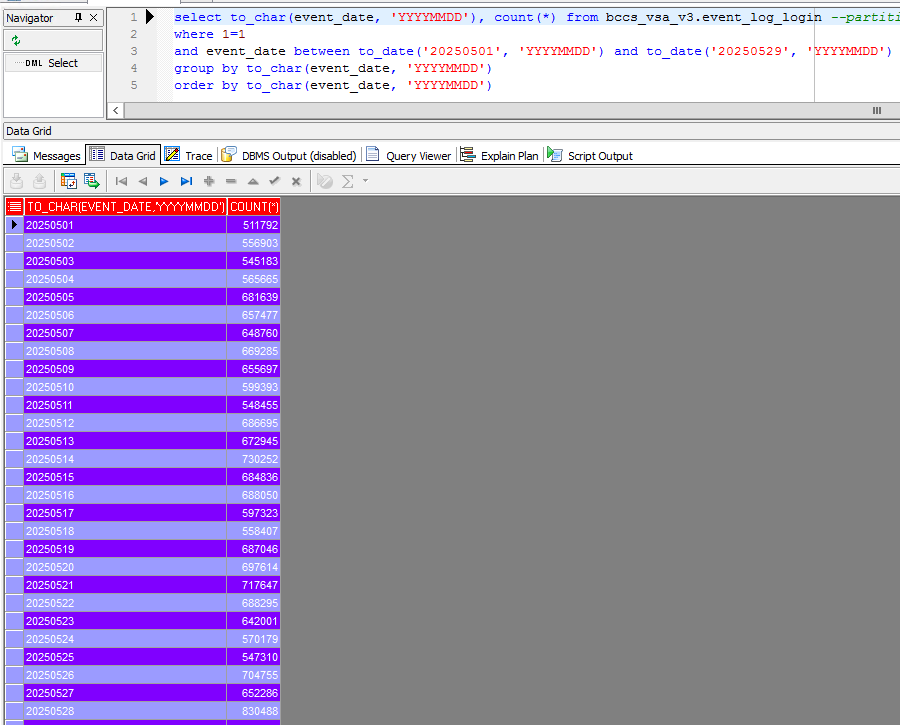 Navigator
DML Select
1 select to_char(event_date, 'YYYYMMDD'), count(*) from bccs_vsa_v3.event_log_login
2 where 1=1
3 and event_date between to_date('20250501', 'YYYYMMDD') and to_date('20250529', 'YYYYMMDD')
4 group by to_char(event_date, 'YYYYMMDD')
5 order by to_char(event_date, 'YYYYMMDD')
Data Grid
Messages Data Grid Trace DBMS Output (disabled) Query Viewer Explain Plan Script Output
TO_CHAR(EVENT_DATE,'YYYYMMDD') COUNT(*)
20250501 511792
20250502 556903
20250503 545183
20250504 565665
20250505 681639
20250506 657477
20250507 648760
20250508 669285
20250509 655697
20250510 599393
20250511 548455
20250512 686695
20250513 672945
20250514 730252
20250515 684836
20250516 688050
20250517 597323
20250518 558407
20250519 687046
20250520 697614
20250521 717647
20250522 688295
20250523 642001
20250524 570179
20250525 547310
20250526 704755
20250527 652286
20250528 830488